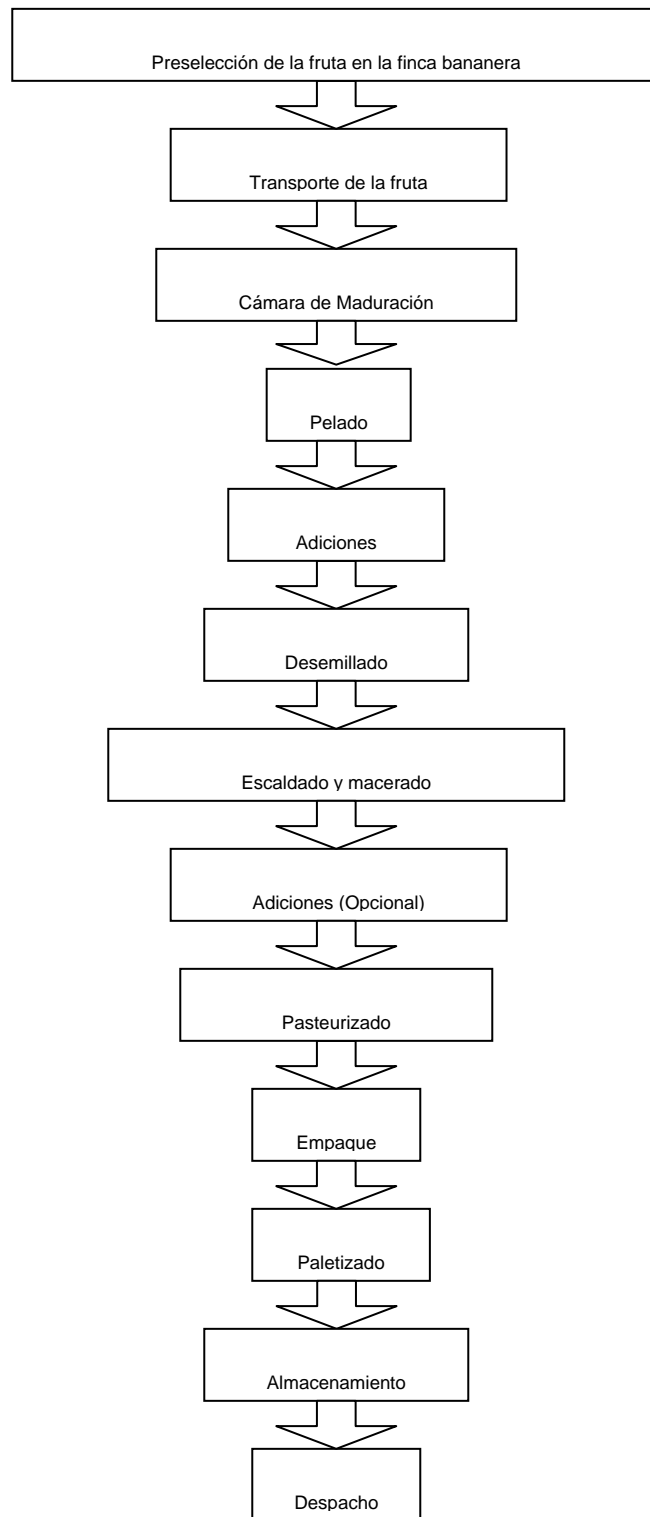 Preselección de la fruta en la finca bananera
Transporte de la fruta
Cámara de Maduración
Pelado
Adiciones
Desemillado
Escaldado y macerado
Adiciones (Opcional)
Pasteurizado
Empaque
Paletizado
Almacenamiento
Despacho